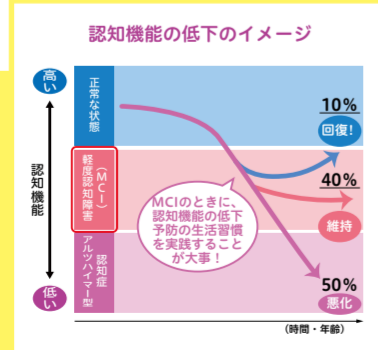 認知機能の低下のイメージ
高い
認知機能
低い
正常な状態
軽度認知障害
（MCI）
アルツハイマー型
認知症
10%
回復！
40%
維持
50%
悪化
MCIのときに、
認知機能の低下
予防の生活習慣
を実践すること
が大事！
（時間・年齢）